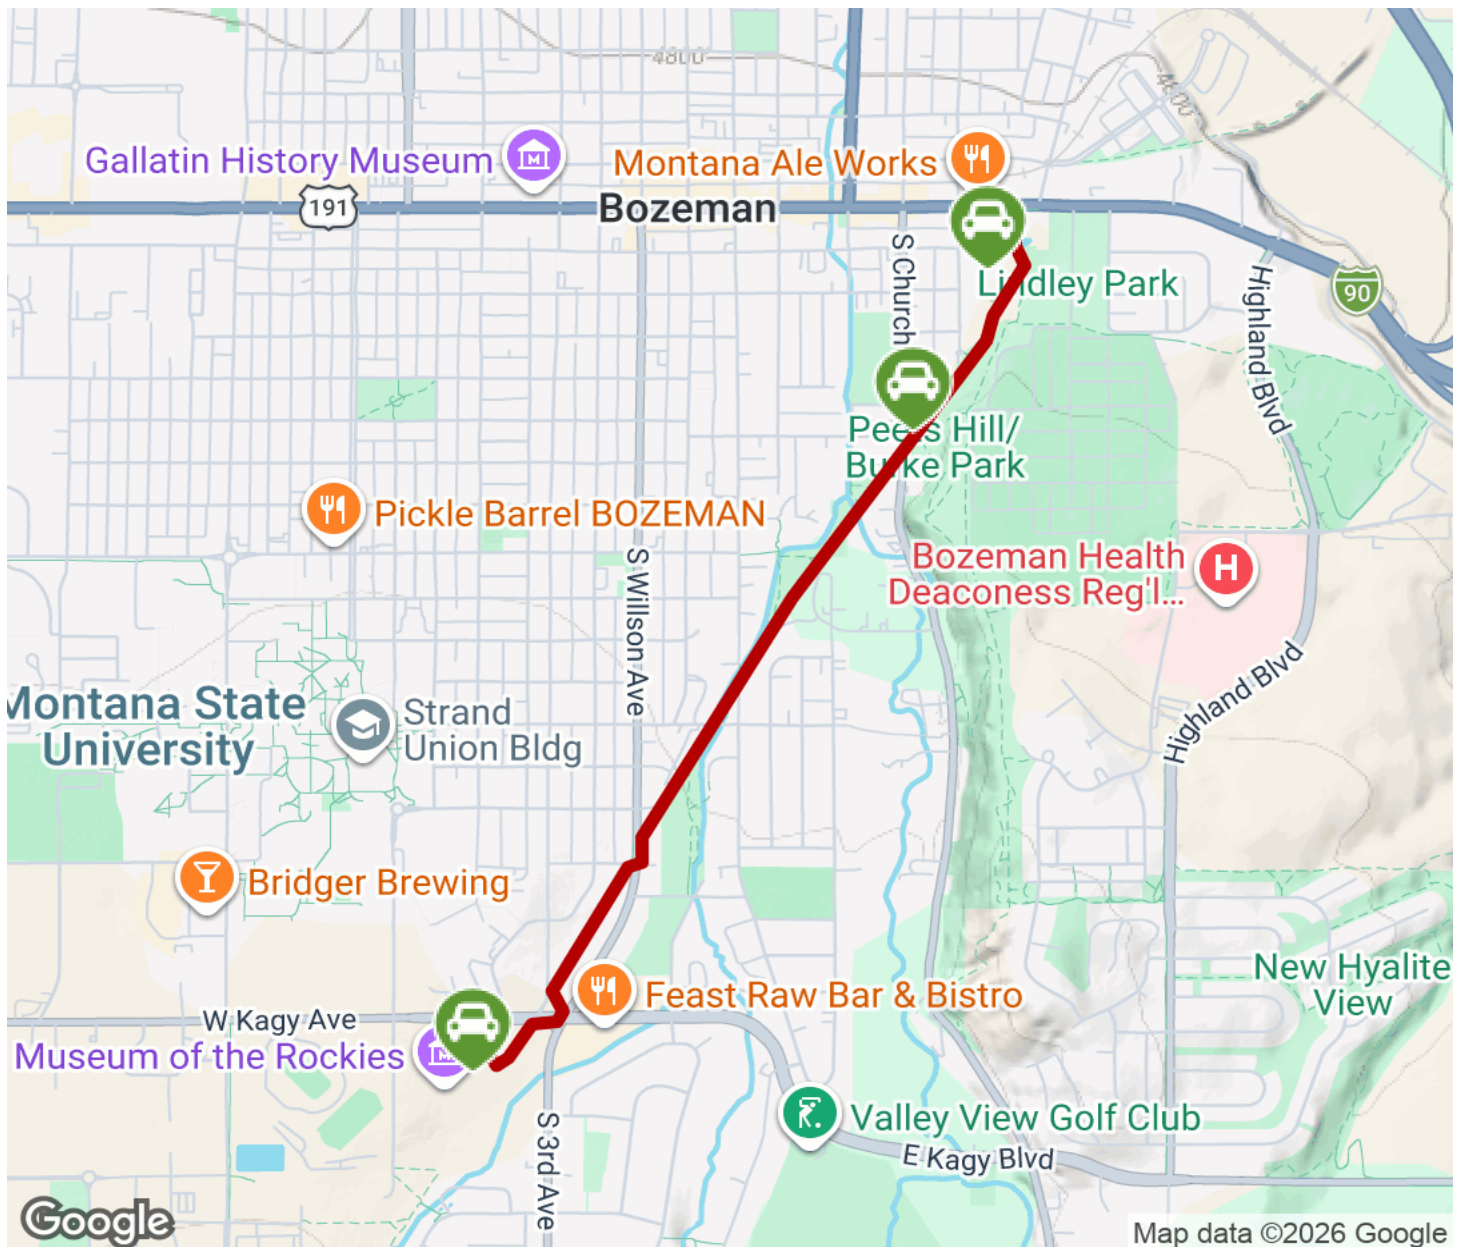 4800
4800
Gallatin History Museum
Montana Ale Works
191
Bozeman
S Church
Lindley Park
90
Highland Blvd
Peets Hill/
Burke Park
Pickle Barrel BOZEMAN
S Willson Ave
Bozeman Health
Deaconess Reg'l...
H
Montana State
University
Strand
Union Bldg
Highland Blvd
Bridger Brewing
New Hyalite
View
Feast Raw Bar & Bistro
W Kagy Ave
Museum of the Rockies
M
S 3rd Ave
Valley View Golf Club
E Kagy Blvd
Google
Map data ©2026 Google